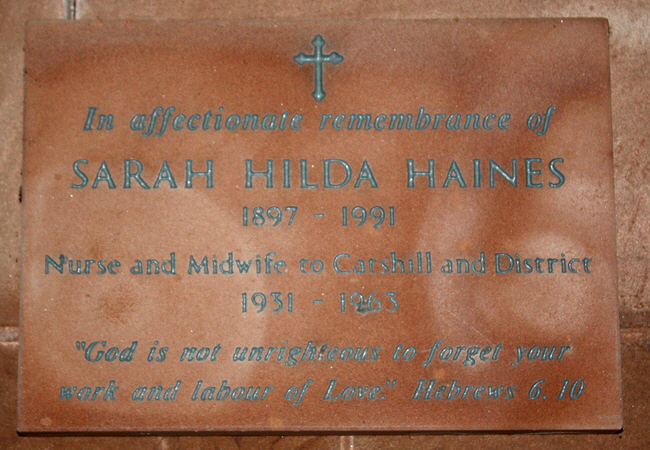 In affectionate remembrance of
SARAH HILDA HAINES
1897 - 1991
Nurse and Midwife to Catshill and District
1931 - 1963
"God is not unrighteous to forget your
work and labour of Love." Hebrews 6.10